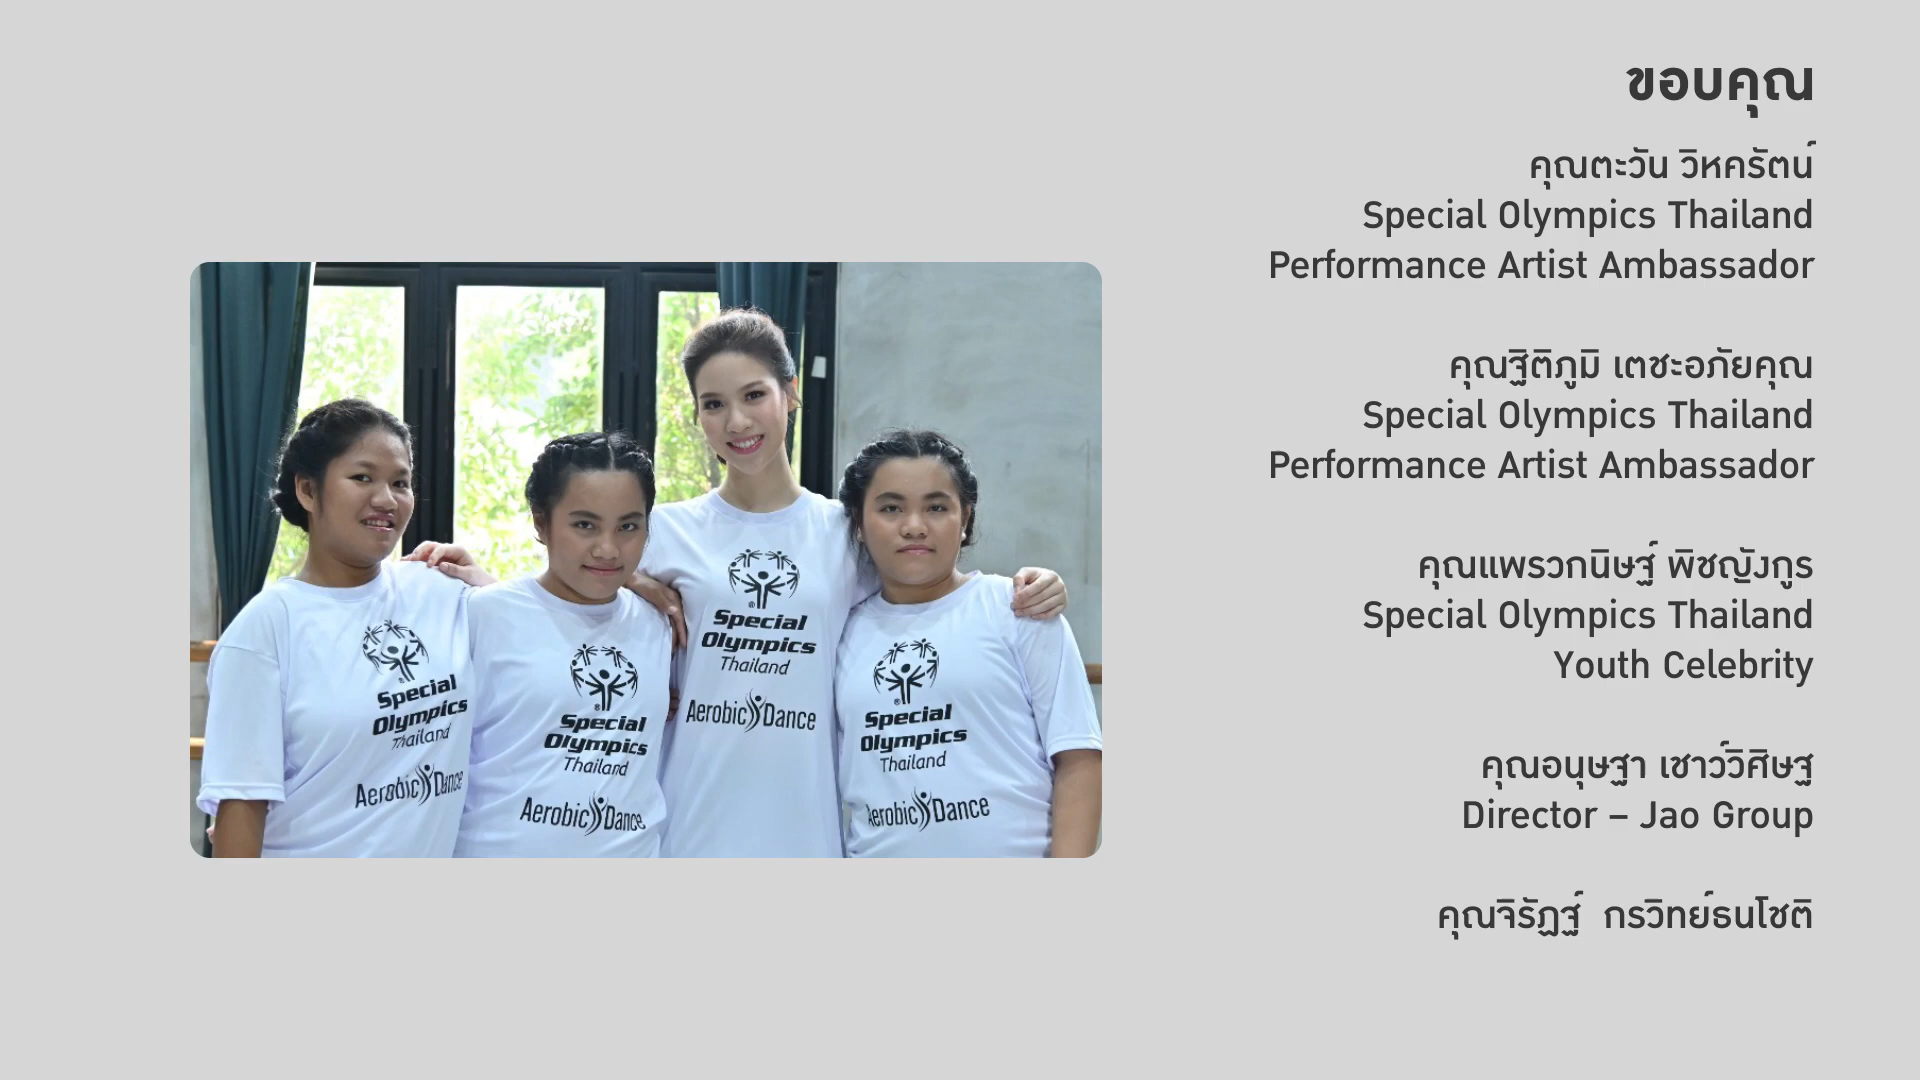 ขอบคุณ
คุณตะวัน วิหครัตน์
Special Olympics Thailand
Performance Artist Ambassador
คุณฐิติภูมิ เตชะอภัยคุณ
Special Olympics Thailand
Performance Artist Ambassador
คุณแพรวกนิษฐ์ พิชญังกูร
Special Olympics Thailand
Youth Celebrity
คุณอนุษฐา เชาว์วิศิษฐ
Director – Jao Group
คุณจิรัฏฐ์ กรวิทย์ธนโชติ
Special
Olympics
Thailand
Aerobic Dance
Special
Olympics
Thailand
Aerobic Dance
Special
Olympics
Thailand
Aerobic Dance
Special
Olympics
Thailand
Aerobic Dance